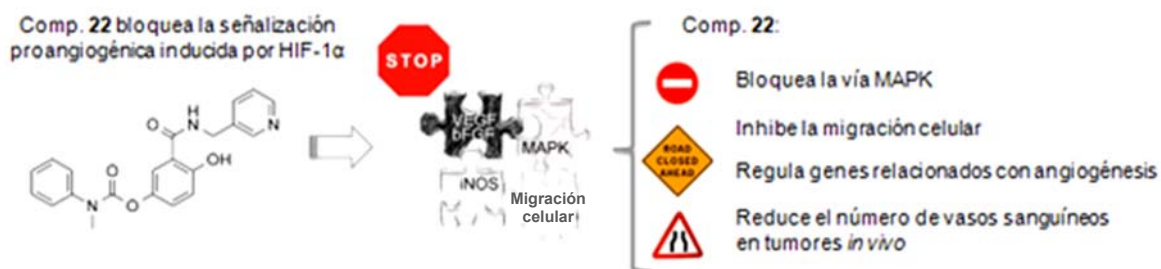 Comp. 22 bloquea la señalización
proangiogénica inducida por HIF-1α
STOP
VEGF
bFGF
MAPK
iNOS
Migración
celular
H
N
N
O
OH
O
N
O
Comp. 22:
Bloquea la vía MAPK
Inhibe la migración celular
ROAD
CLOSED
AHEAD
Regula genes relacionados con angiogénesis
Reduce el número de vasos sanguíneos
en tumores in vivo